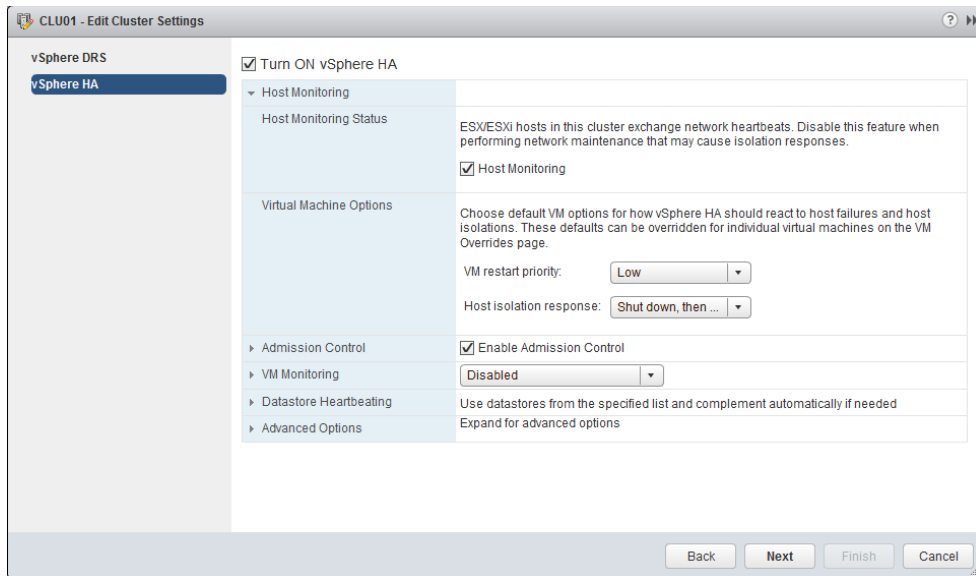 CLU01 - Edit Cluster Settings
?
vSphere DRS
vSphere HA
Turn ON vSphere HA
Host Monitoring
Host Monitoring Status
ESX/ESXi hosts in this cluster exchange network heartbeats. Disable this feature when
performing network maintenance that may cause isolation responses.
Host Monitoring
Virtual Machine Options
Choose default VM options for how vSphere HA should react to host failures and host
isolations. These defaults can be overridden for individual virtual machines on the VM
Overrides page.
VM restart priority: Low
Host isolation response: Shut down, then ...
Admission Control Enable Admission Control
VM Monitoring Disabled
Datastore Heartbeating Use datastores from the specified list and complement automatically if needed
Advanced Options Expand for advanced options
Back Next Finish Cancel